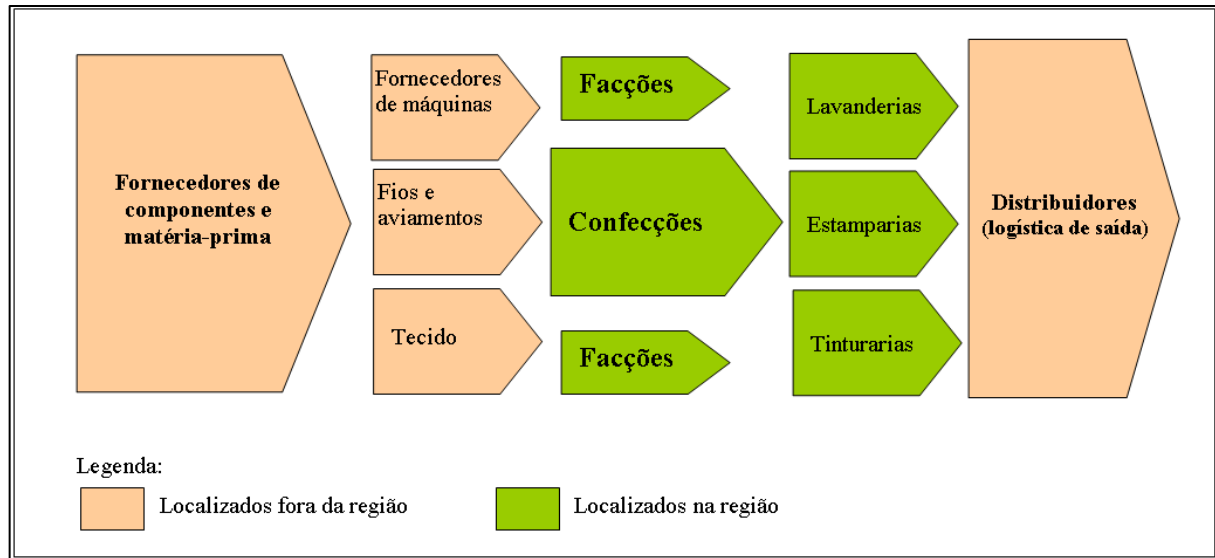 Fornecedores de
componentes e
matéria-prima
Fornecedores
de máquinas
Fios e
aviamentos
Tecido
Facções
Confecções
Facções
Lavanderias
Estamparias
Tinturarias
Distribuidores
(logística de saída)
Legenda:
Localizados fora da região
Localizados na região